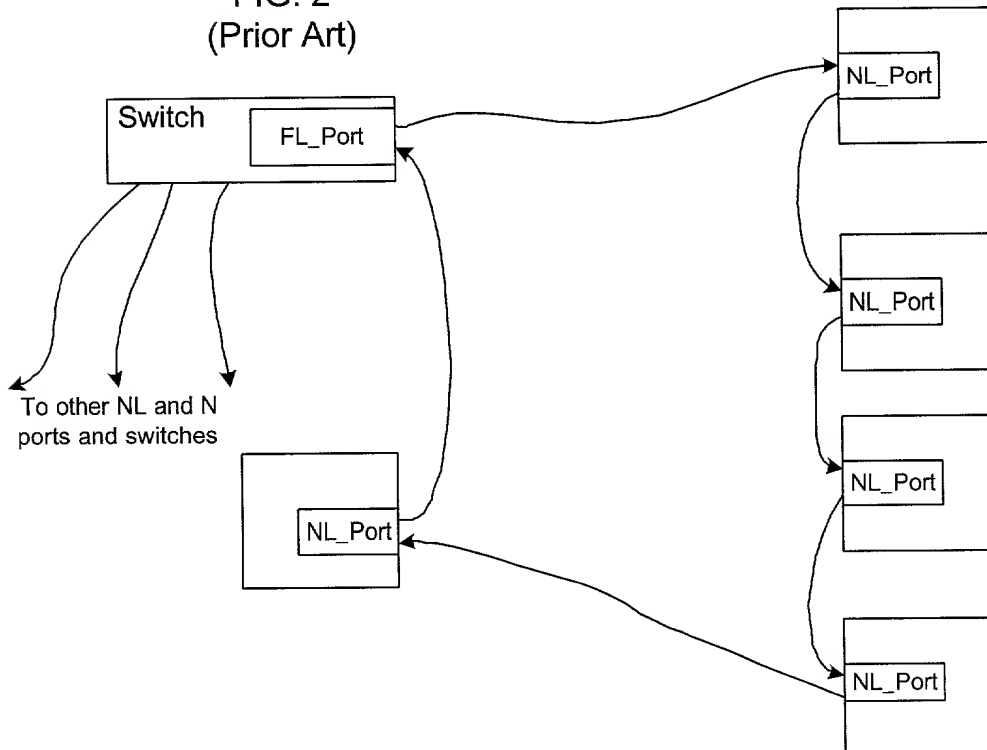 FIG. 2
(Prior Art)
NL_Port
Switch
FL_Port
NL_Port
To other NL and N
ports and switches
NL_Port
NL_Port
NL_Port